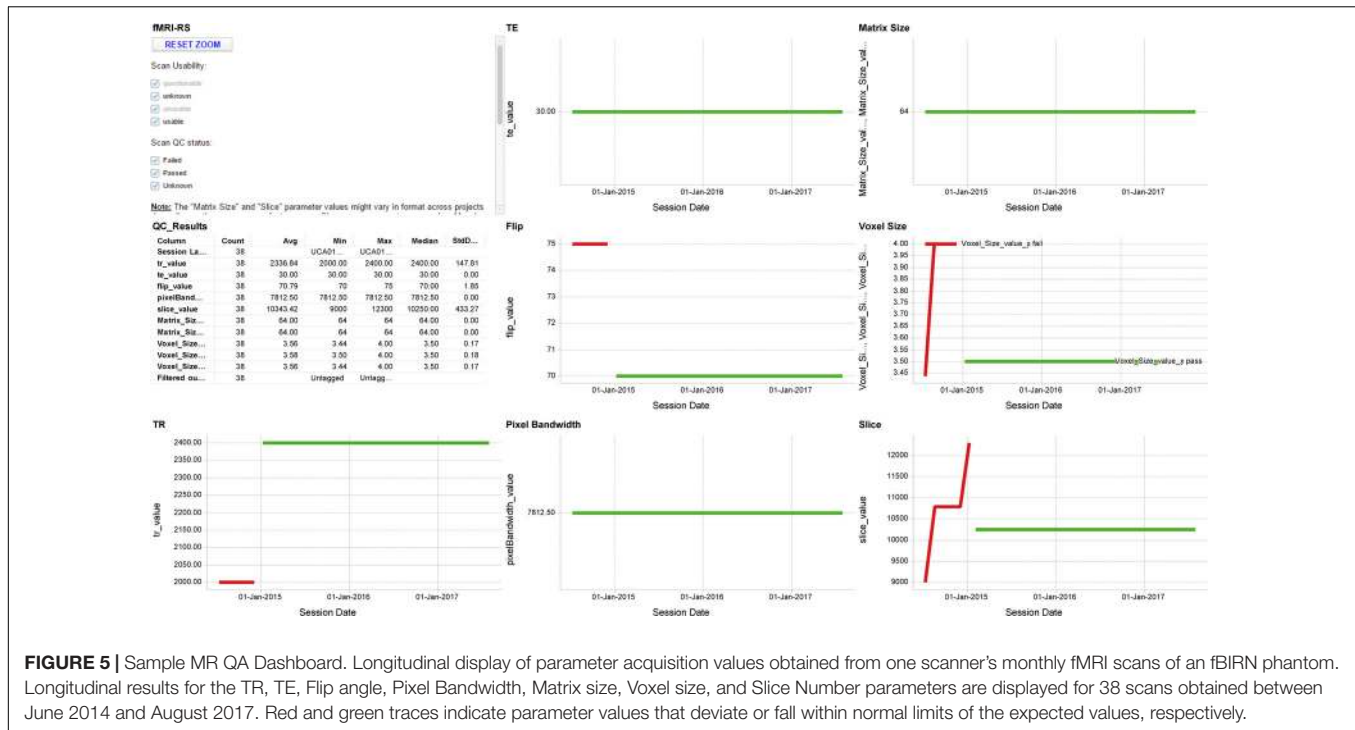 fMRI-RS
RESET ZOOM
Scan Usability:
questionable
unknown
unusable
usable
Scan QC status:
Failed
Passed
Unknown
Note: The "Matrix Size" and "Slice" parameter values might vary in format across projects
TE
te_value
30.00
01-Jan-2015 01-Jan-2016 01-Jan-2017
Session Date
Matrix Size
Matrix_Size_val..., Matrix_Size_val...
64
01-Jan-2015 01-Jan-2016 01-Jan-2017
Session Date
QC_Results
Column Count Avg Min Max Median StdD...
Session La... 38 UCA01... UCA01...
tr_value 38 2336.84 2000.00 2400.00 2400.00 147.81
te_value 38 30.00 30.00 30.00 30.00 0.00
flip_value 38 70.79 70 75 70.00 1.85
pixelBand... 38 7812.50 7812.50 7812.50 7812.50 0.00
slice_value 38 10343.42 9000 12300 10250.00 433.27
Matrix_Siz... 38 64.00 64 64 64.00 0.00
Matrix_Siz... 38 64.00 64 64 64.00 0.00
Voxel_Size... 38 3.56 3.44 4.00 3.50 0.17
Voxel_Size... 38 3.58 3.50 4.00 3.50 0.18
Voxel_Size... 38 3.56 3.44 4.00 3.50 0.17
Filtered ou... 38 Untagged Untagg...
Flip
flip_value
75
74
73
72
71
70
01-Jan-2015 01-Jan-2016 01-Jan-2017
Session Date
Voxel Size
Voxel_Si..., Voxel_Si..., Voxel_Si...
4.00
3.95
3.90
3.85
3.80
3.75
3.70
3.65
3.60
3.55
3.50
3.45
Voxel_Size_value_z fail
pass
01-Jan-2015 01-Jan-2016 01-Jan-2017
Session Date
TR
tr_value
2400.00
2350.00
2300.00
2250.00
2200.00
2150.00
2100.00
2050.00
2000.00
01-Jan-2015 01-Jan-2016 01-Jan-2017
Session Date
Pixel Bandwidth
pixelBandwidth_value
7812.50
01-Jan-2015 01-Jan-2016 01-Jan-2017
Session Date
Slice
slice_value
12000
11500
11000
10500
10000
9500
9000
01-Jan-2015 01-Jan-2016 01-Jan-2017
Session Date
FIGURE 5 | Sample MR QA Dashboard. Longitudinal display of parameter acquisition values obtained from one scanner's monthly fMRI scans of an fBIRN phantom.
Longitudinal results for the TR, TE, Flip angle, Pixel Bandwidth, Matrix size, Voxel size, and Slice Number parameters are displayed for 38 scans obtained between
June 2014 and August 2017. Red and green traces indicate parameter values that deviate or fall within normal limits of the expected values, respectively.